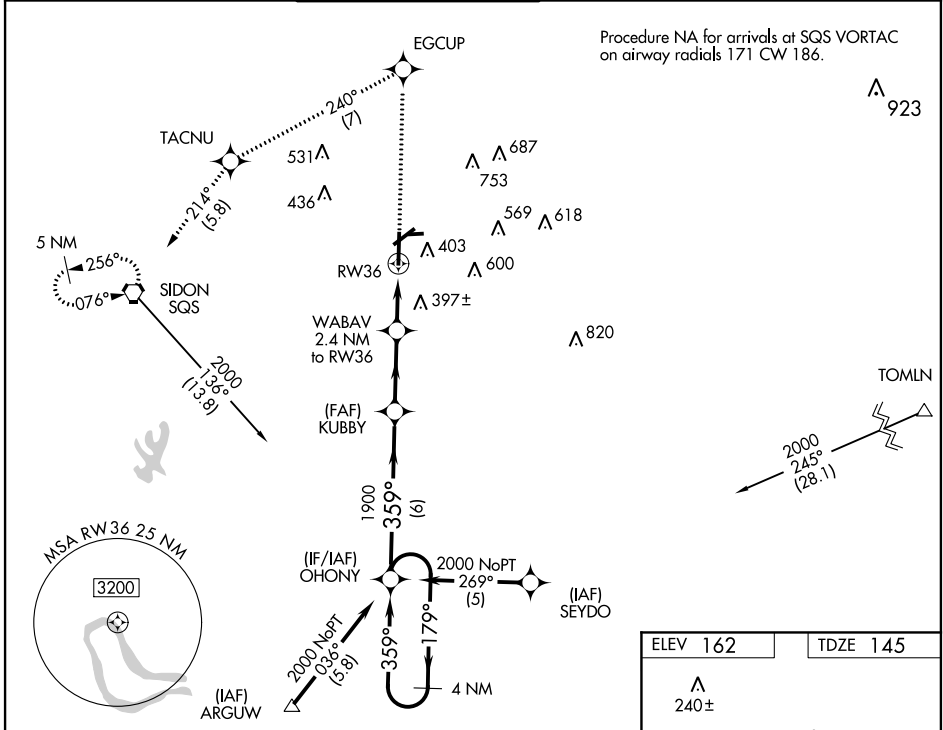 EGCUP
Procedure NA for arrivals at SQS VORTAC
on airway radials 171 CW 186.
923
240°
(7)
TACNU
531
687
753
436
214°
(5.8)
569
618
403
5 NM
256°
076°
SIDON
SQS
RW36
600
397±
WABAV
2.4 NM
to RW36
820
2000
136°
(13.8)
TOMLN
(FAF)
KUBBY
2000
245°
(28.1)
1900
359°
(6)
MSA RW36 25 NM
3200
(IF/IAF)
OHONY
2000 NoPT
269°
(5)
(IAF)
SEYDO
359°
179°
2000 NoPT
036°
(5.8)
4 NM
(IAF)
ARGUW
ELEV 162
TDZE 145
240±